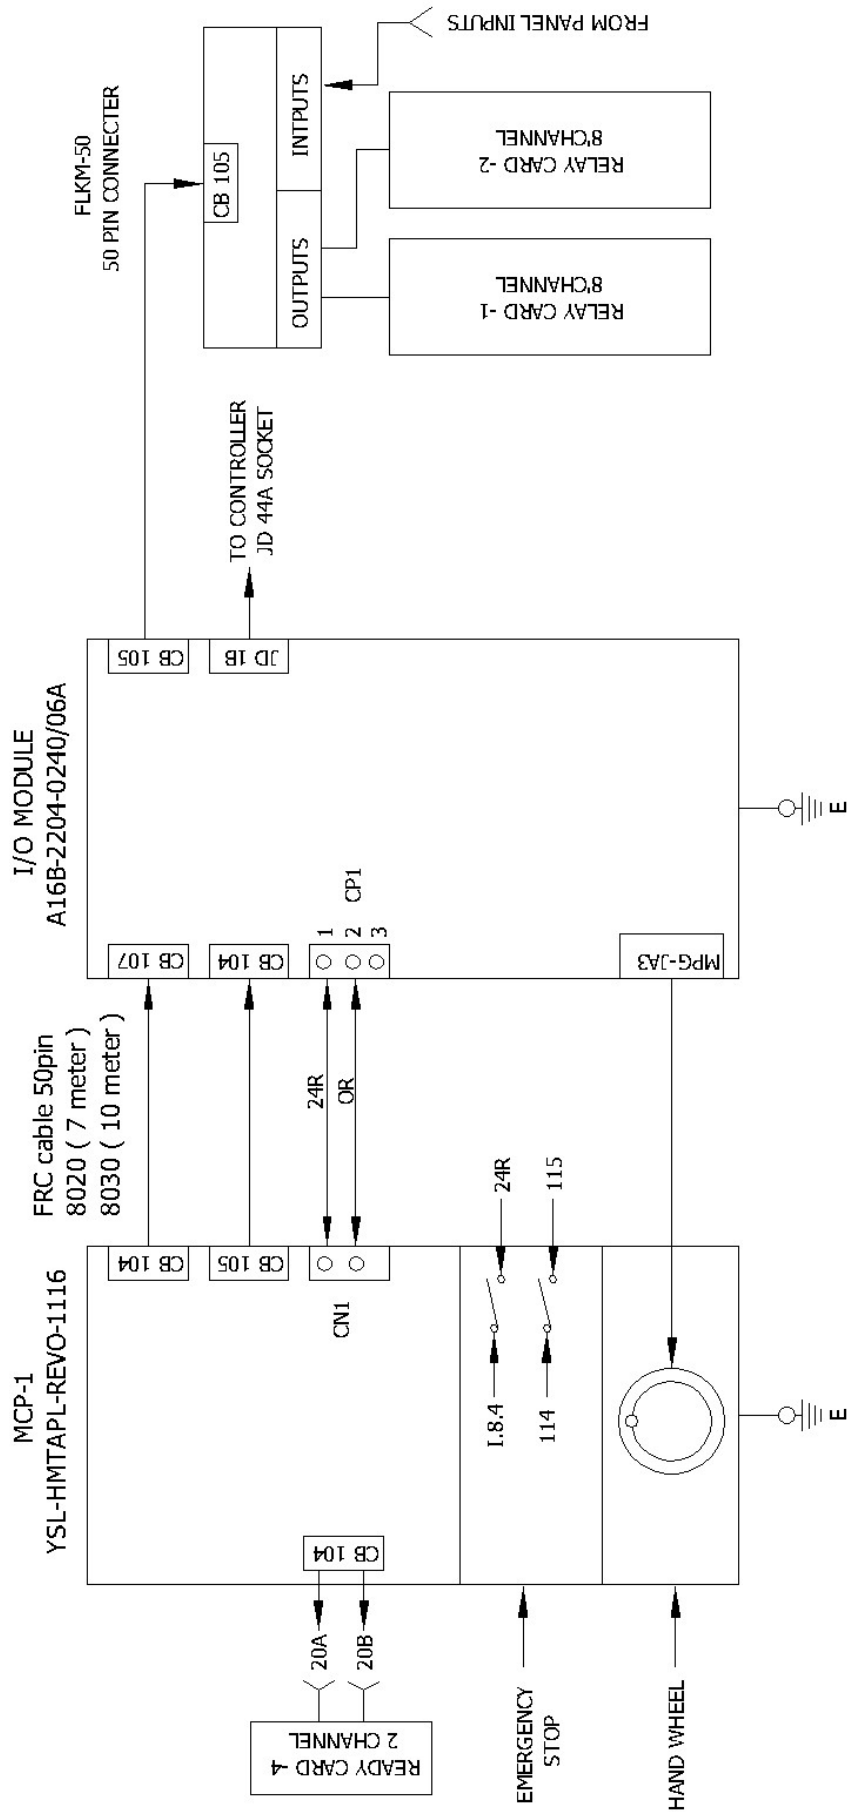 MCP-1
YSL-HMTAPL-REVO-1116
FRC cable 50pin
8020 ( 7 meter )
8030 ( 10 meter )
I/O MODULE
A16B-2204-0240/06A
FLKM-50
50 PIN CONNECTER
CB 104
CB 105
CN1
CB 104
20A
20B
READY CARD -4
2 CHANNEL
24R
OR
CB 107
CB 104
1
2
3
CP1
CB 105
JD 1B
TO CONTROLLER
JD 44A SOCKET
CB 105
OUTPUTS
INTPUTS
FROM PANEL INPUTS
RELAY CARD -1
8'CHANNEL
RELAY CARD -2
8'CHANNEL
EMERGENCY
STOP
I.8.4
24R
114
115
HAND WHEEL
MPG-JA3
E
E